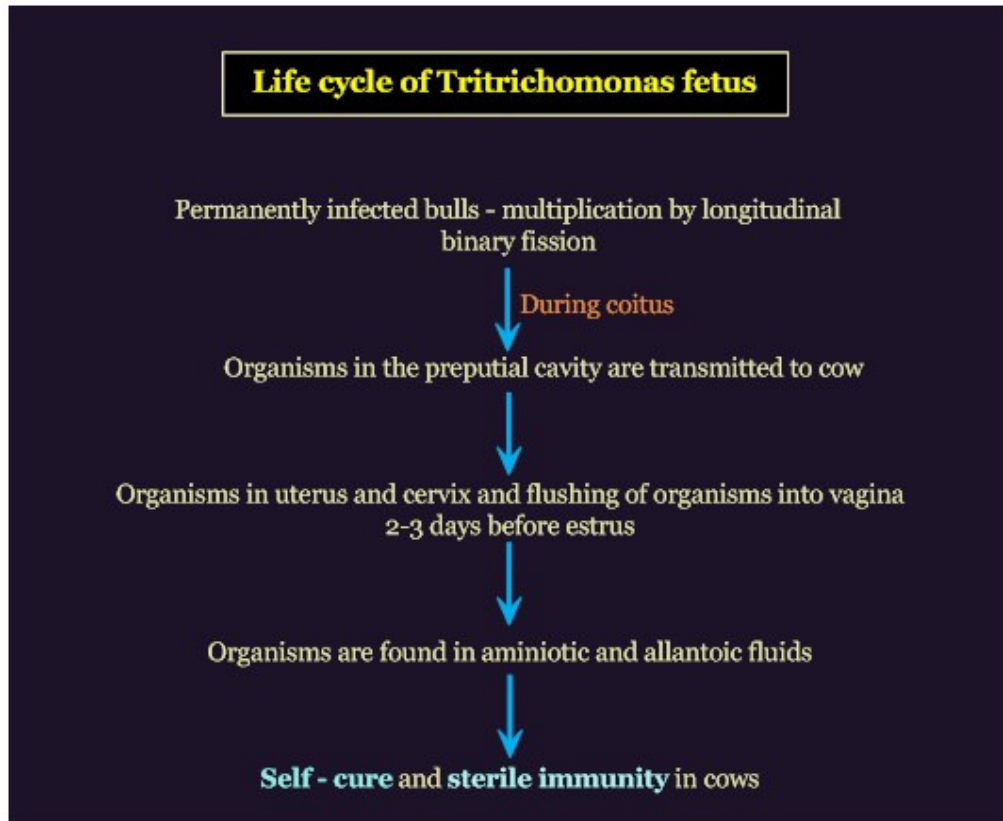 Life cycle of Tritrichomonas fetus
Permanently infected bulls - multiplication by longitudinal
binary fission
During coitus
Organisms in the preputial cavity are transmitted to cow
Organisms in uterus and cervix and flushing of organisms into vagina
2-3 days before estrus
Organisms are found in aminiotic and allantoic fluids
Self - cure and sterile immunity in cows